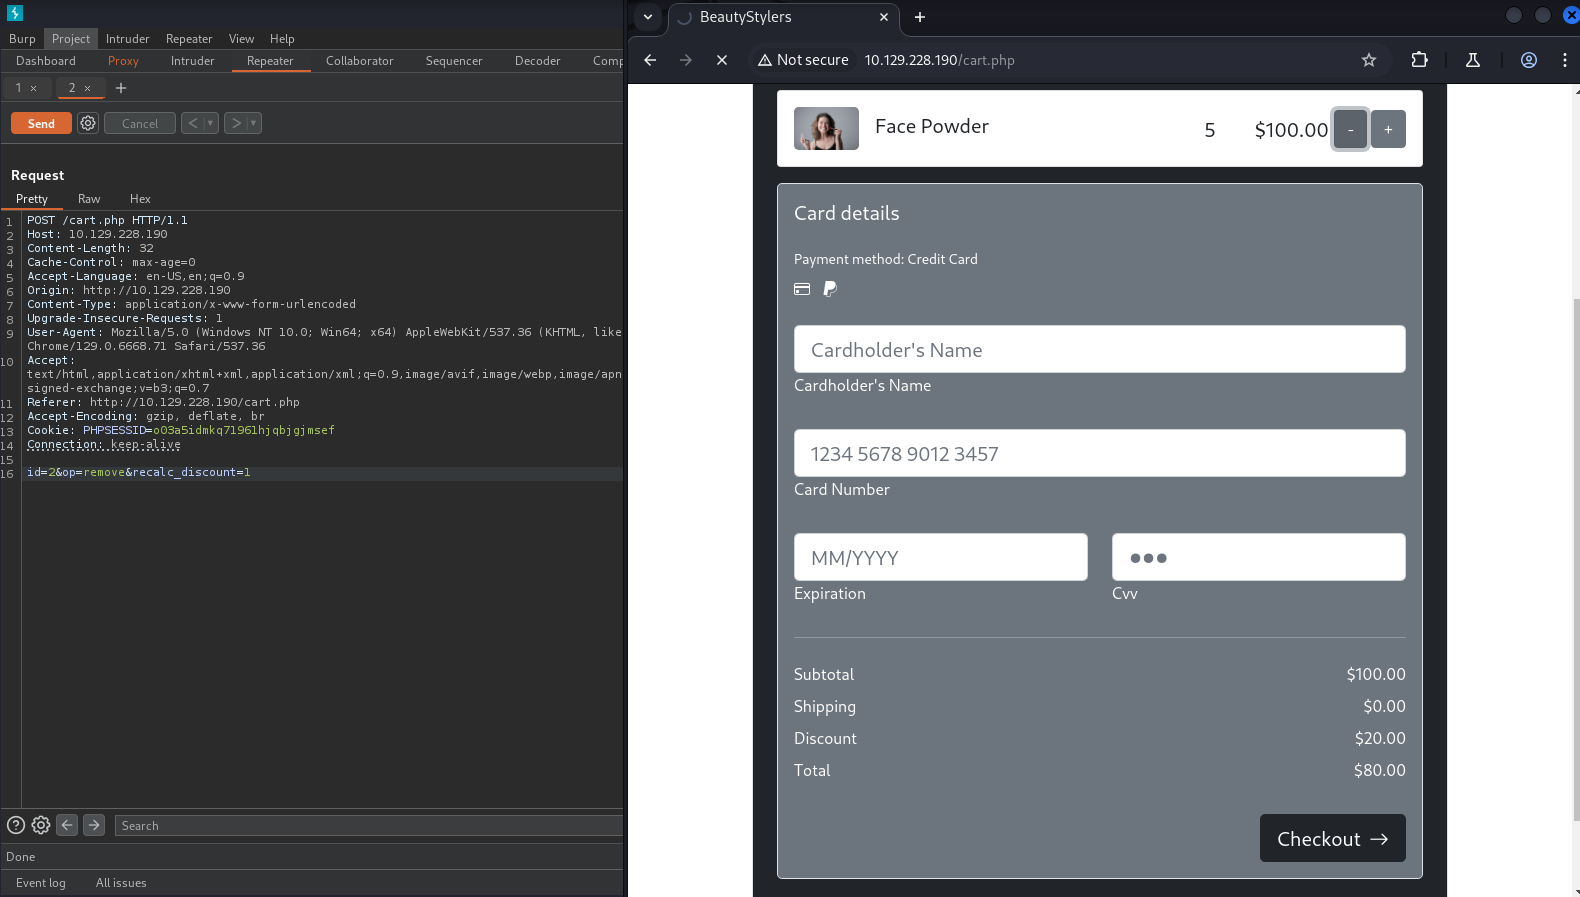 Burp Project Intruder Repeater View Help
Dashboard Proxy Intruder Repeater Collaborator Sequencer Decoder Comp
1 × 2 × +
Send Cancel < >
Request
Pretty Raw Hex
1 POST /cart.php HTTP/1.1
2 Host: 10.129.228.190
3 Content-Length: 32
4 Cache-Control: max-age=0
5 Accept-Language: en-US,en;q=0.9
6 Origin: http://10.129.228.190
7 Content-Type: application/x-www-form-urlencoded
8 Upgrade-Insecure-Requests: 1
9 User-Agent: Mozilla/5.0 (Windows NT 10.0; Win64; x64) AppleWebKit/537.36 (KHTML, like
Chrome/129.0.6668.71 Safari/537.36
10 Accept:
text/html,application/xhtml+xml,application/xml;q=0.9,image/avif,image/webp,image/apn
signed-exchange;v=b3;q=0.7
11 Referer: http://10.129.228.190/cart.php
12 Accept-Encoding: gzip, deflate, br
13 Cookie: PHPSESSID=o03a5idmkq71961hjqbjgjmsef
14 Connection: keep-alive
15
16 id=2&op=remove&recalc_discount=1
Search
Done
Event log All issues
BeautyStylers × +
Not secure 10.129.228.190/cart.php
Face Powder 5 $100.00 - +
Card details
Payment method: Credit Card
Cardholder's Name
Cardholder's Name
1234 5678 9012 3457
Card Number
MM/YYYY ●●●
Expiration Cvv
Subtotal $100.00
Shipping $0.00
Discount $20.00
Total $80.00
Checkout →